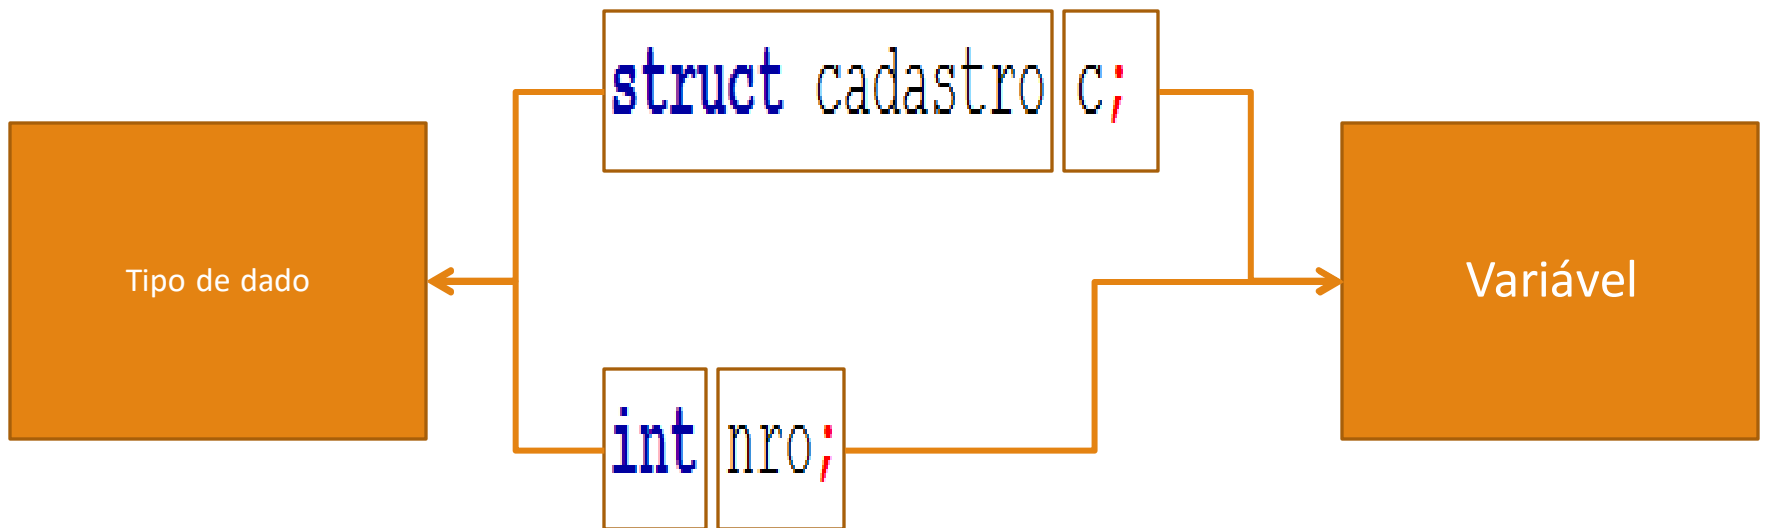 struct cadastro c;
Tipo de dado
Variável
int nro;